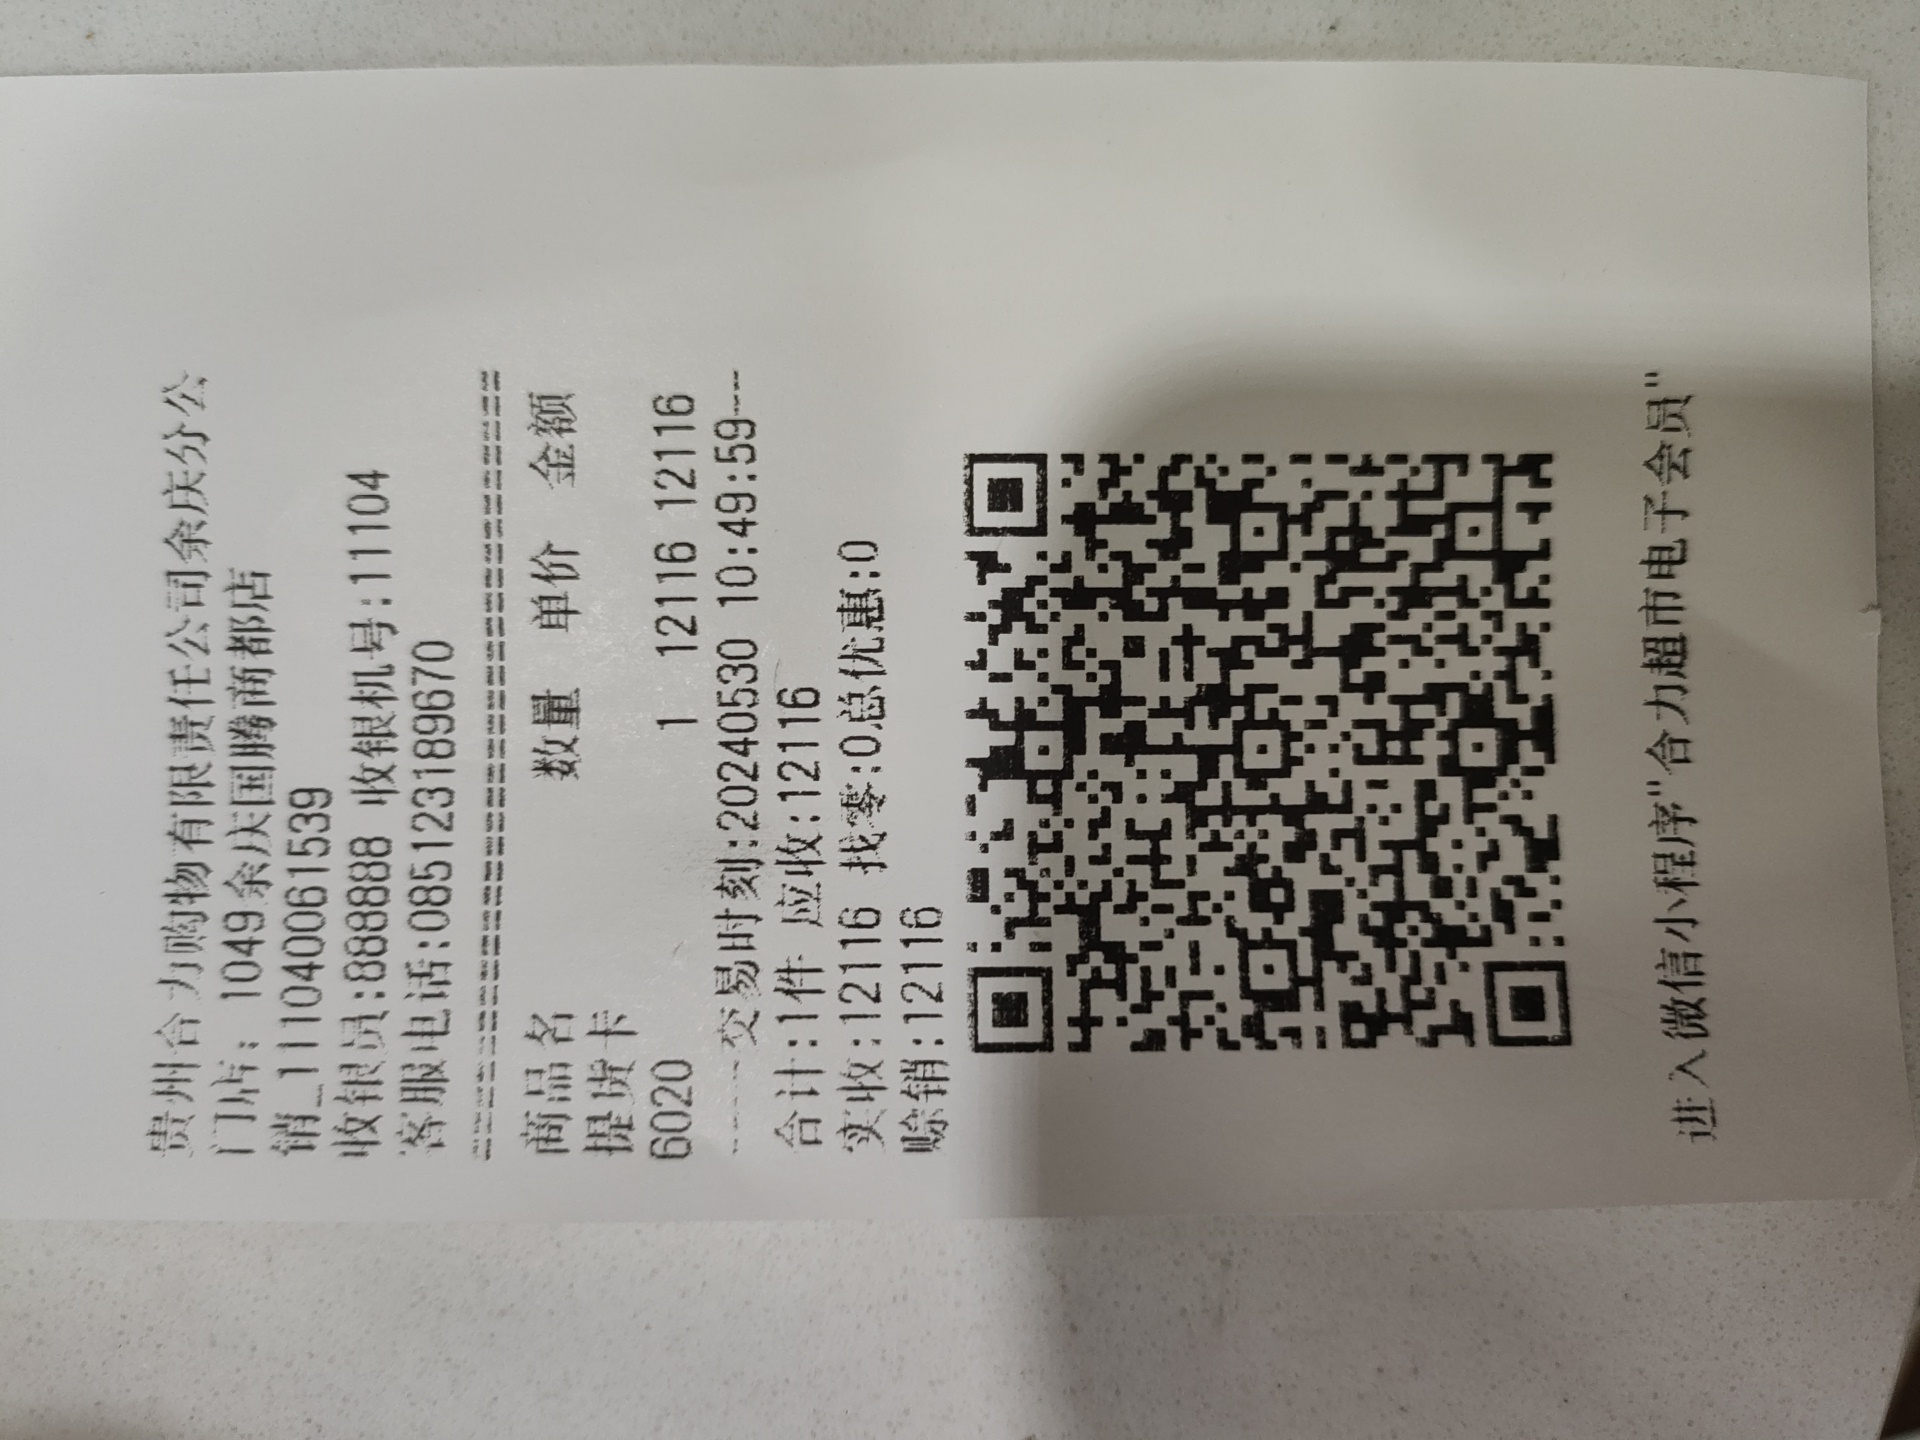 贵州合力购物有限责任公司余庆分公
门店: 1049余庆国腾商都店
销_111040061539
收银员:888888 收银机号:11104
客服电话:085123189670
================================
商品名 数量 单价 金额
提货卡
6020 1 12116 12116
-----交易时刻:20240530 10:49:59---
合计:1件 应收:12116
实收:12116 找零:0总优惠:0
赊销:12116
进入微信小程序"合力超市电子会员"